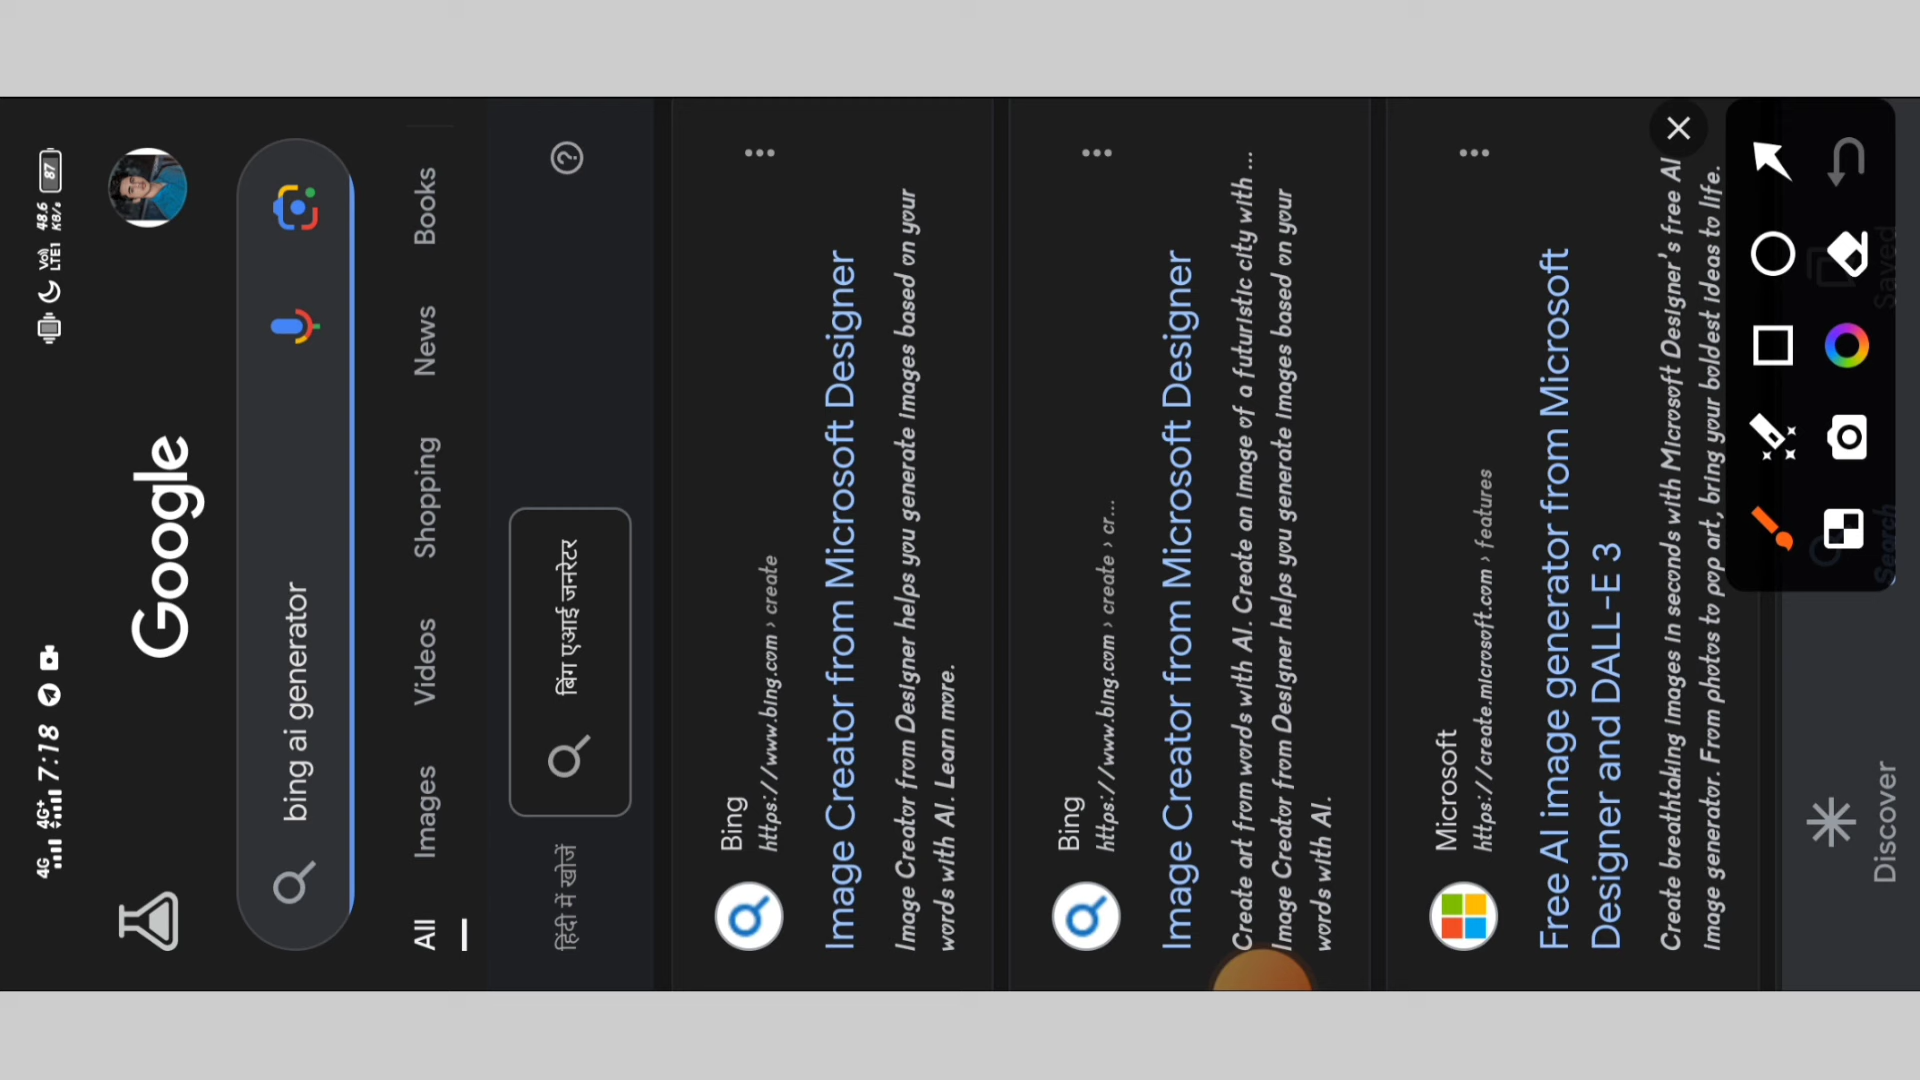 4G 4G+ 7:18
Vo)) LTE1 48.6 KB/s 87
Google
bing ai generator
All Images Videos Shopping News Books
हिंदी में खोजें बिंग एआई जनरेटर
Bing
https://www.bing.com › create
Image Creator from Microsoft Designer
Image Creator from Designer helps you generate images based on your
words with AI. Learn more.
Bing
https://www.bing.com › create › cr...
Image Creator from Microsoft Designer
Create art from words with AI. Create an image of a futuristic city with ...
Image Creator from Designer helps you generate images based on your
words with AI.
Microsoft
https://create.microsoft.com › features
Free AI image generator from Microsoft
Designer and DALL-E 3
Create breathtaking images in seconds with Microsoft Designer's free AI
image generator. From photos to pop art, bring your boldest ideas to life.
Discover Search Saved